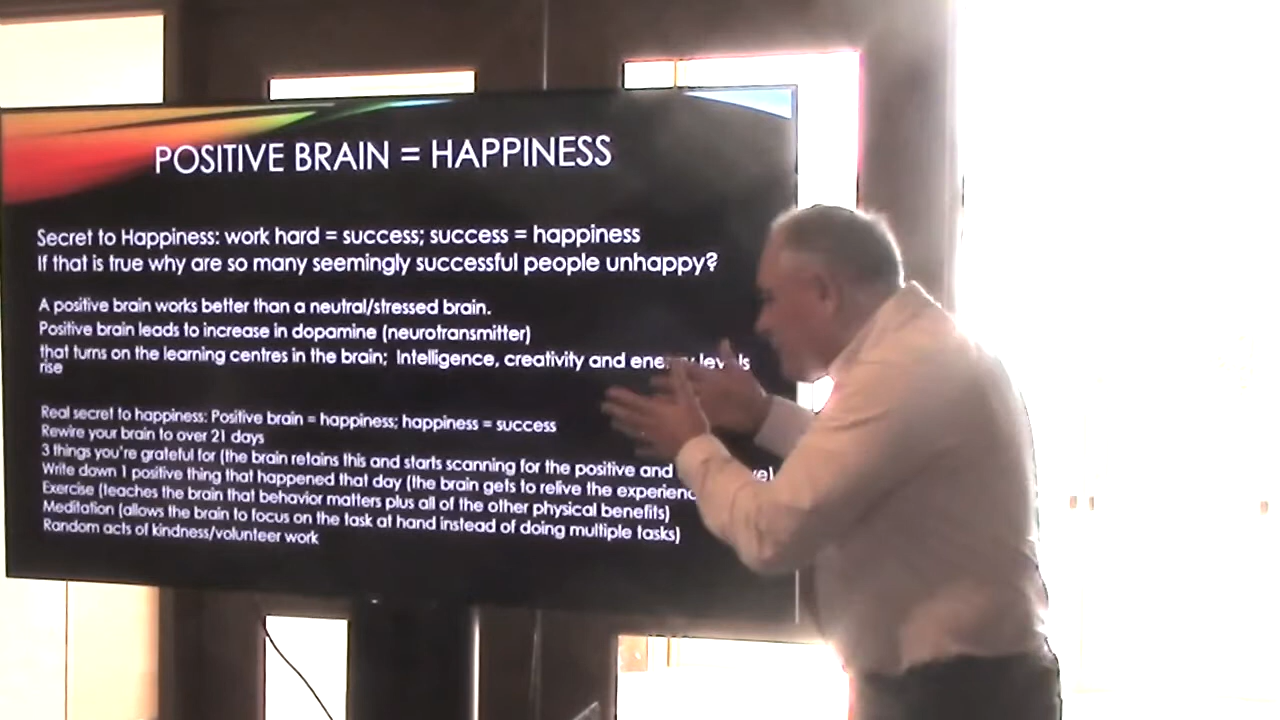 POSITIVE BRAIN = HAPPINESS
Secret to Happiness: work hard = success; success = happiness
If that is true why are so many seemingly successful people unhappy?
A positive brain works better than a neutral/stressed brain.
Positive brain leads to increase in dopamine (neurotransmitter)
that turns on the learning centres in the brain; Intelligence, creativity and levels
rise
Real secret to happiness: Positive brain = happiness; happiness = success
Rewire your brain to over 21 days
3 things you're grateful for (the brain retains this and starts scanning for the positive and
Write down 1 positive thing that happened that day (the brain gets to relive the
Exercise (teaches the brain that behavior matters plus all of the other physical benefits)
Meditation (allows the brain to focus on the task at hand instead of doing multiple tasks)
Random acts of kindness/volunteer work